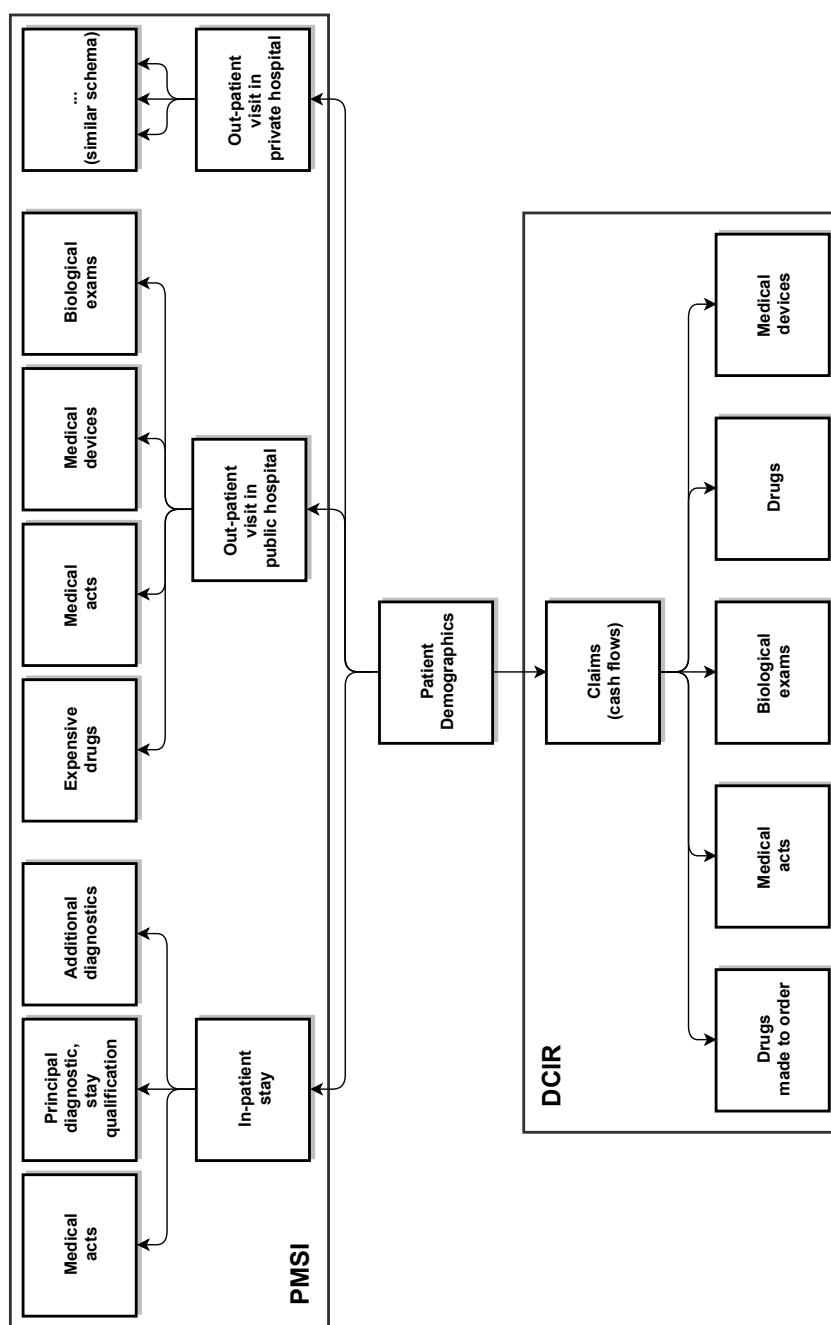 Medical
acts
Principal
diagnostic,
stay
qualification
Additional
diagnostics
Expensive
drugs
Medical
acts
Medical
devices
Biological
exams
...
(similar schema)
In-patient
stay
Out-patient
visit in
public hospital
Out-patient
visit in
private hospital
PMSI
Patient
Demographics
DCIR
Claims
(cash flows)
Drugs
made to order
Medical
acts
Biological
exams
Drugs
Medical
devices